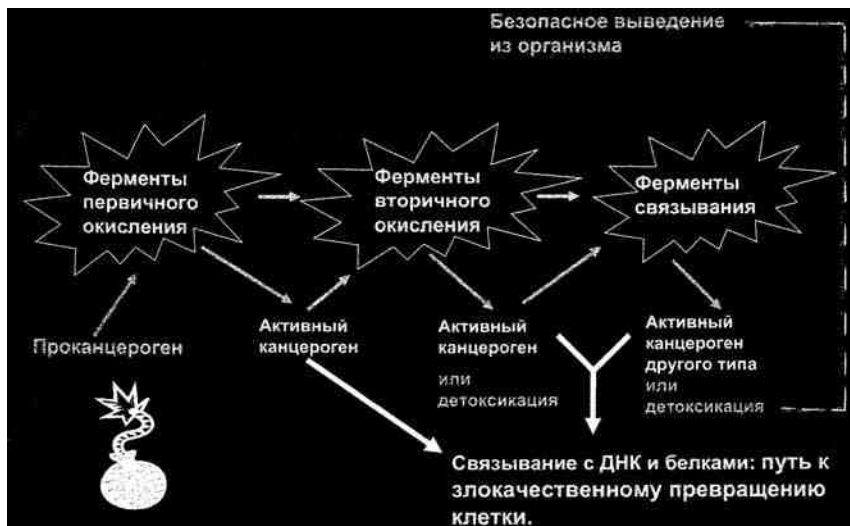 Безопасное выведение
из организма
Ферменты
первичного
окисления
Ферменты
вторичного
окисления
Ферменты
связывания
Проканцероген
Активный
канцероген
Активный
канцероген
или
детоксикация
Активный
канцероген
другого типа
или
детоксикация
Связывание с ДНК и белками: путь к
злокачественному превращению
клетки.